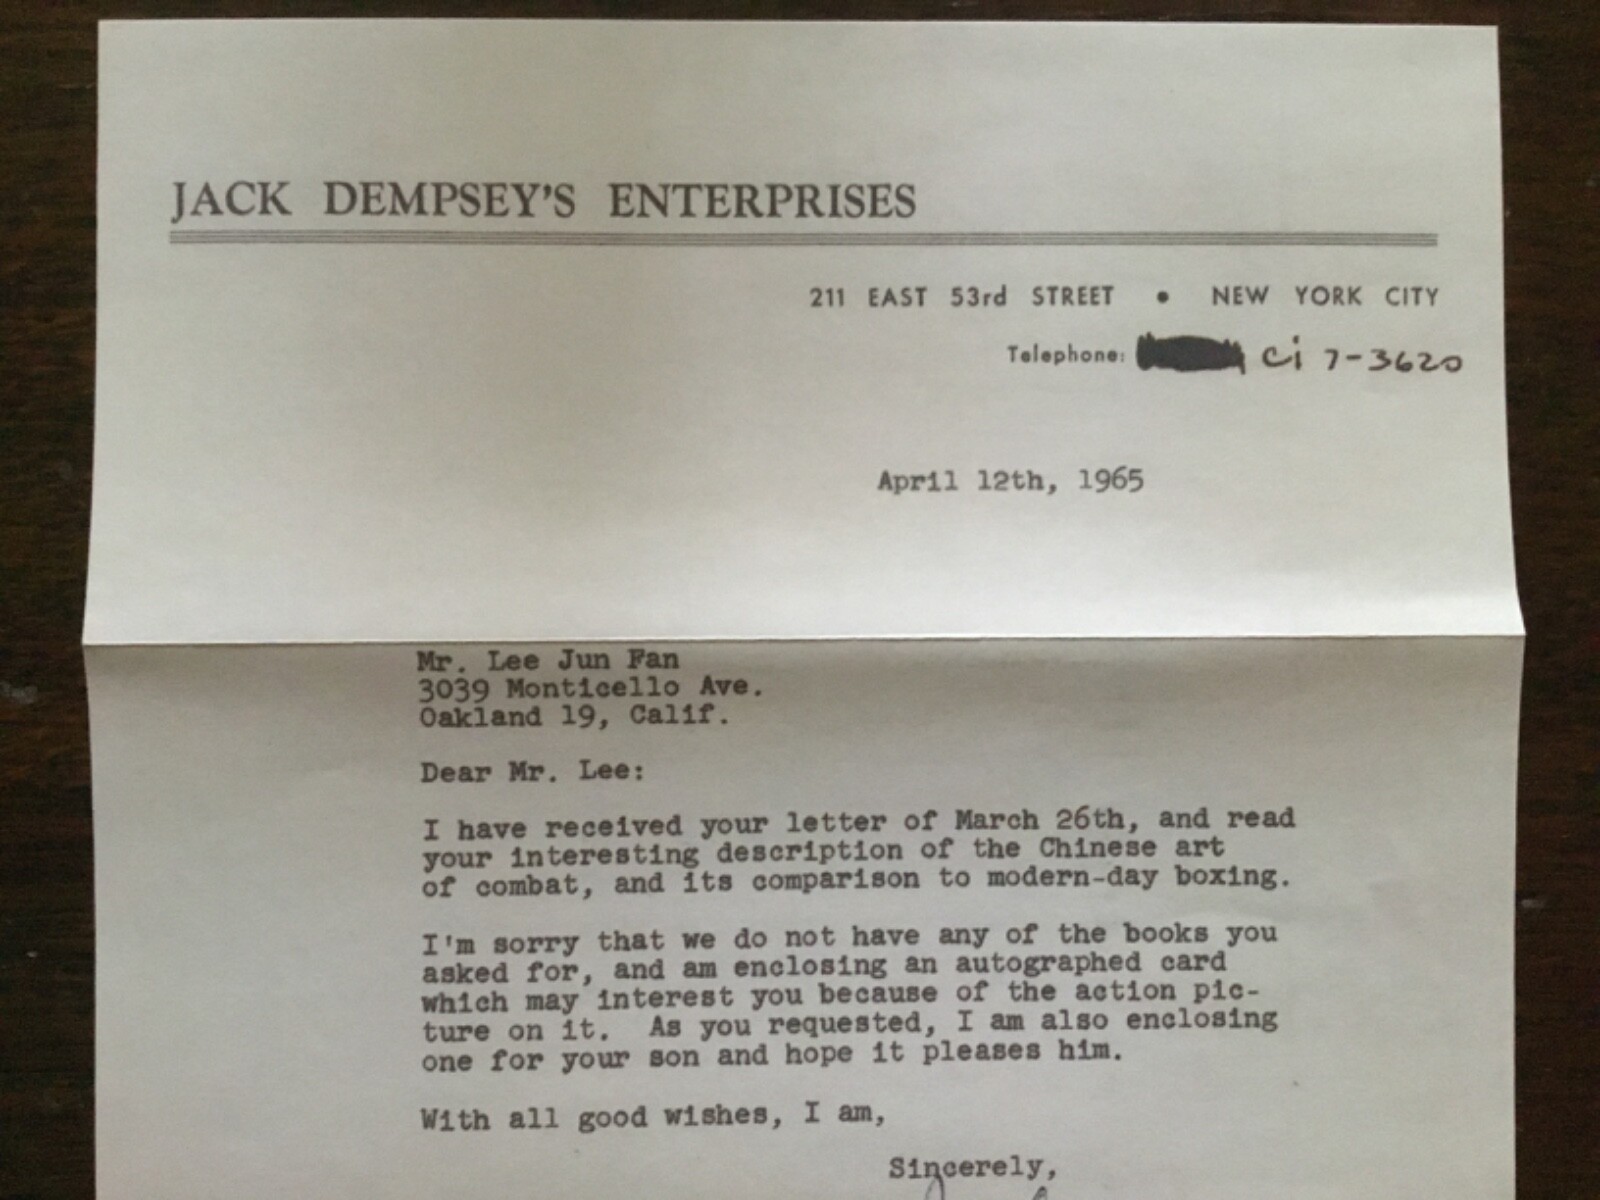 JACK DEMPSEY'S ENTERPRISES
211 EAST 53rd STREET • NEW YORK CITY
Telephone: Ci 7-3620
April 12th, 1965
Mr. Lee Jun Fan
3039 Monticello Ave.
Oakland 19, Calif.
Dear Mr. Lee:
I have received your letter of March 26th, and read
your interesting description of the Chinese art
of combat, and its comparison to modern-day boxing.
I'm sorry that we do not have any of the books you
asked for, and am enclosing an autographed card
which may interest you because of the action pic-
ture on it. As you requested, I am also enclosing
one for your son and hope it pleases him.
With all good wishes, I am,
Sincerely,